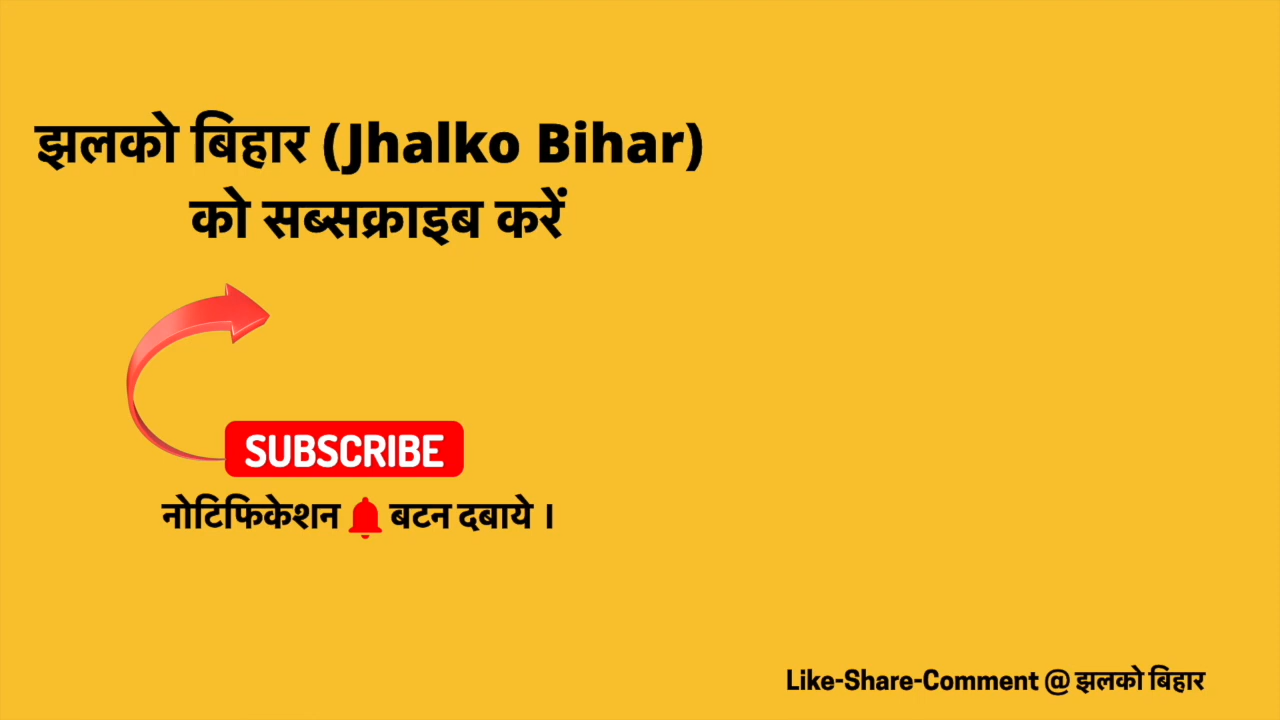 झलको बिहार (Jhalko Bihar)
को सब्सक्राइब करें
SUBSCRIBE
नोटिफिकेशन बटन दबाये ।
Like-Share-Comment @ झलको बिहार